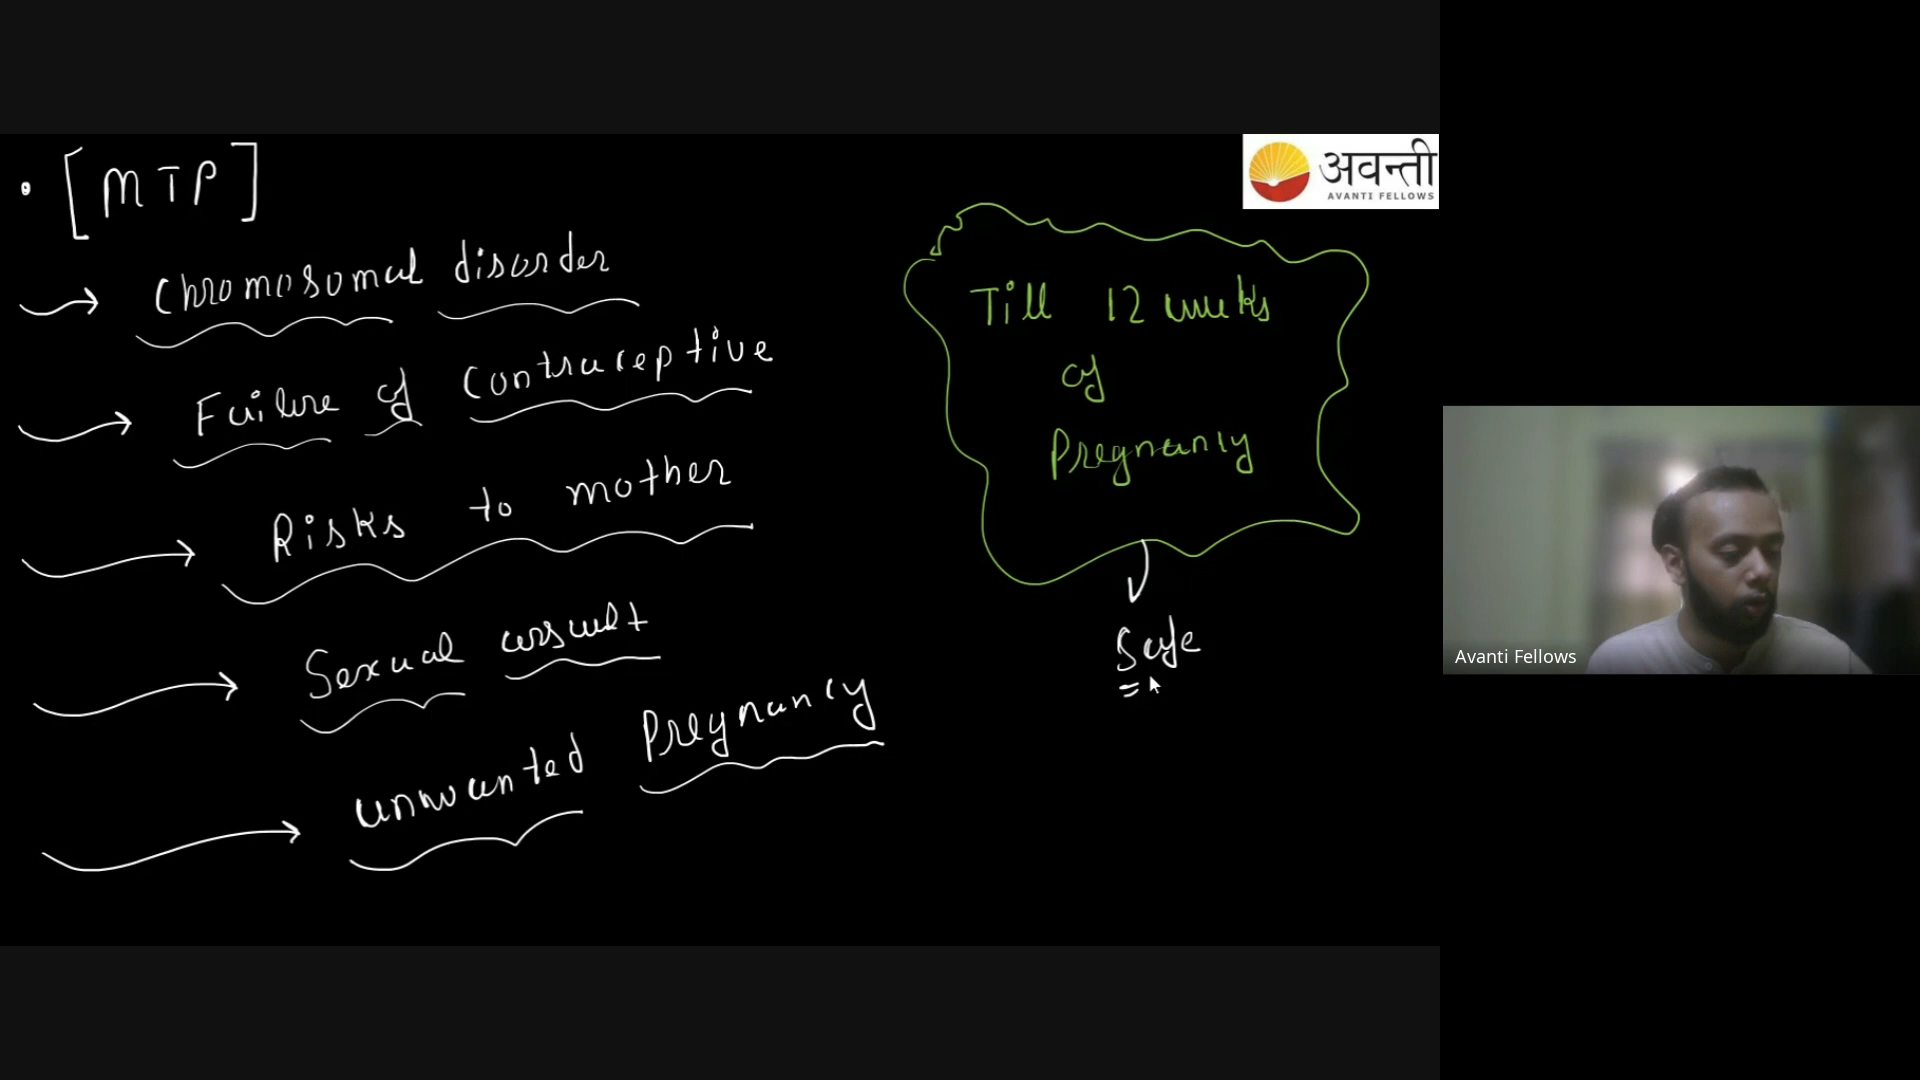 • [MTP]
→ Chromosomal disorder
→ Failure of Contraceptive
→ Risks to mother
→ Sexual assult
→ unwanted Pregnancy
Till 12 weeks
of
Pregnancy
Safe
अवन्ती
AVANTI FELLOWS
Avanti Fellows